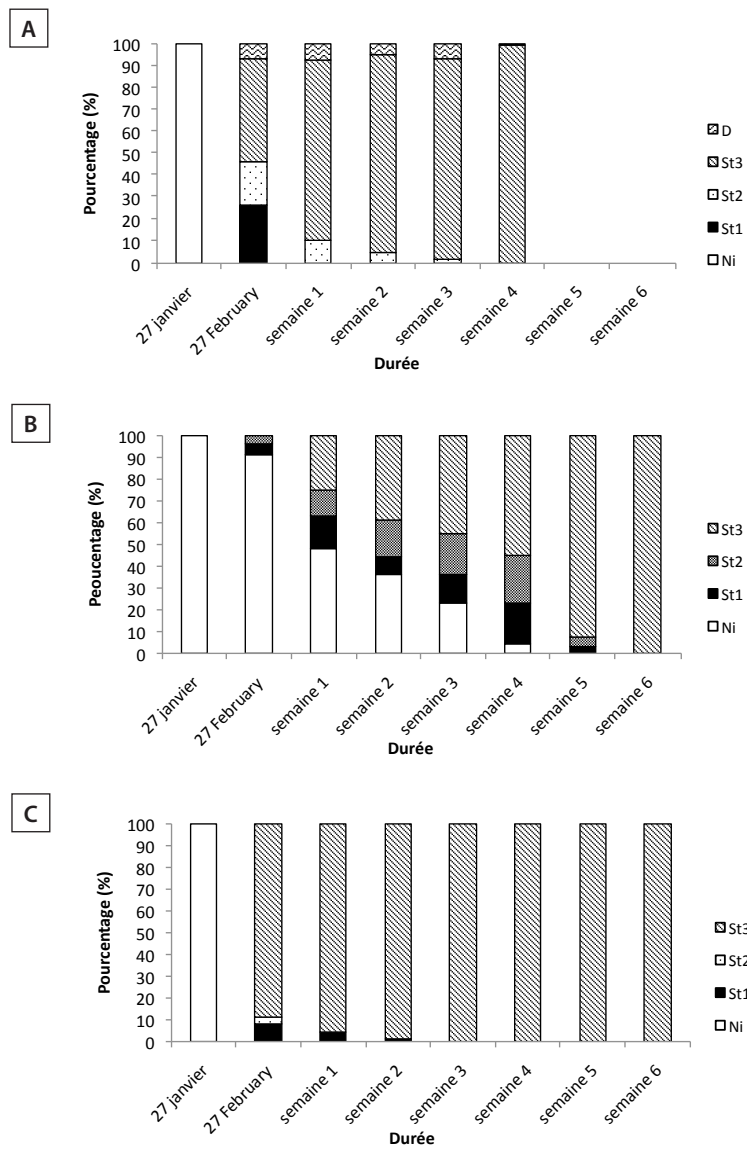 A
Pourcentage (%)
100
90
80
70
60
50
40
30
20
10
0
27 janvier
27 February
semaine 1
semaine 2
semaine 3
semaine 4
semaine 5
semaine 6
Durée
D
St3
St2
St1
Ni
B
Peoucentage (%)
100
90
80
70
60
50
40
30
20
10
0
27 janvier
27 February
semaine 1
semaine 2
semaine 3
semaine 4
semaine 5
semaine 6
Durée
St3
St2
St1
Ni
C
Pourcentage (%)
100
90
80
70
60
50
40
30
20
10
0
27 janvier
27 February
semaine 1
semaine 2
semaine 3
semaine 4
semaine 5
semaine 6
Durée
St3
St2
St1
Ni